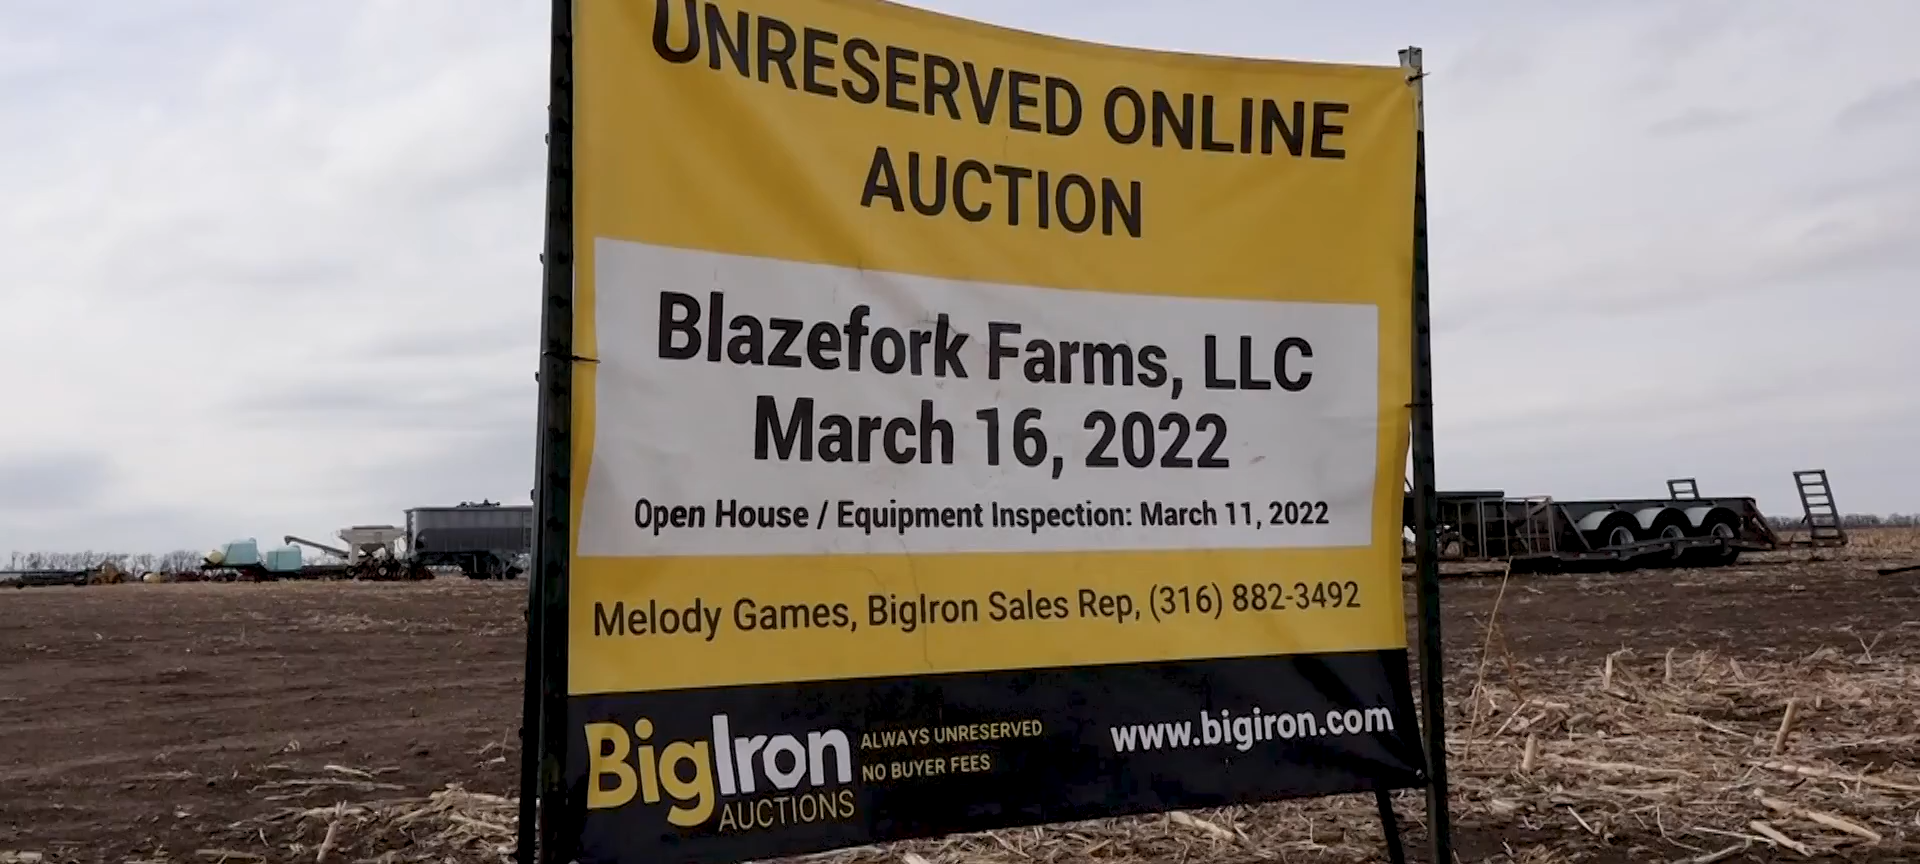 UNRESERVED ONLINE
AUCTION
Blazefork Farms, LLC
March 16, 2022
Open House / Equipment Inspection: March 11, 2022
Melody Games, BigIron Sales Rep, (316) 882-3492
BigIron
AUCTIONS
ALWAYS UNRESERVED
NO BUYER FEES
www.bigiron.com